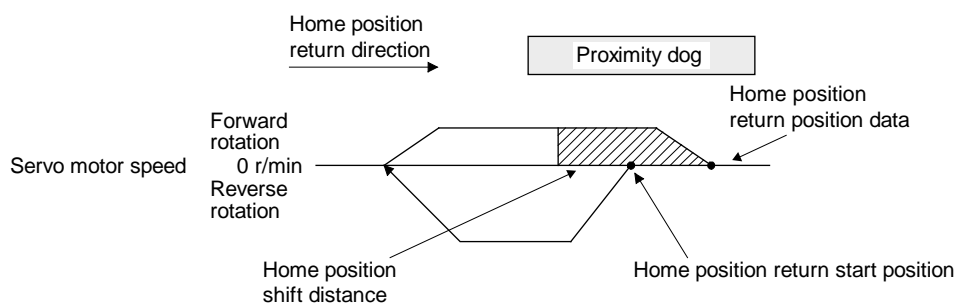 Home position
return direction
Proximity dog
Home position
return position data
Forward
rotation
Servo motor speed 0 r/min
Reverse
rotation
Home position
shift distance
Home position return start position